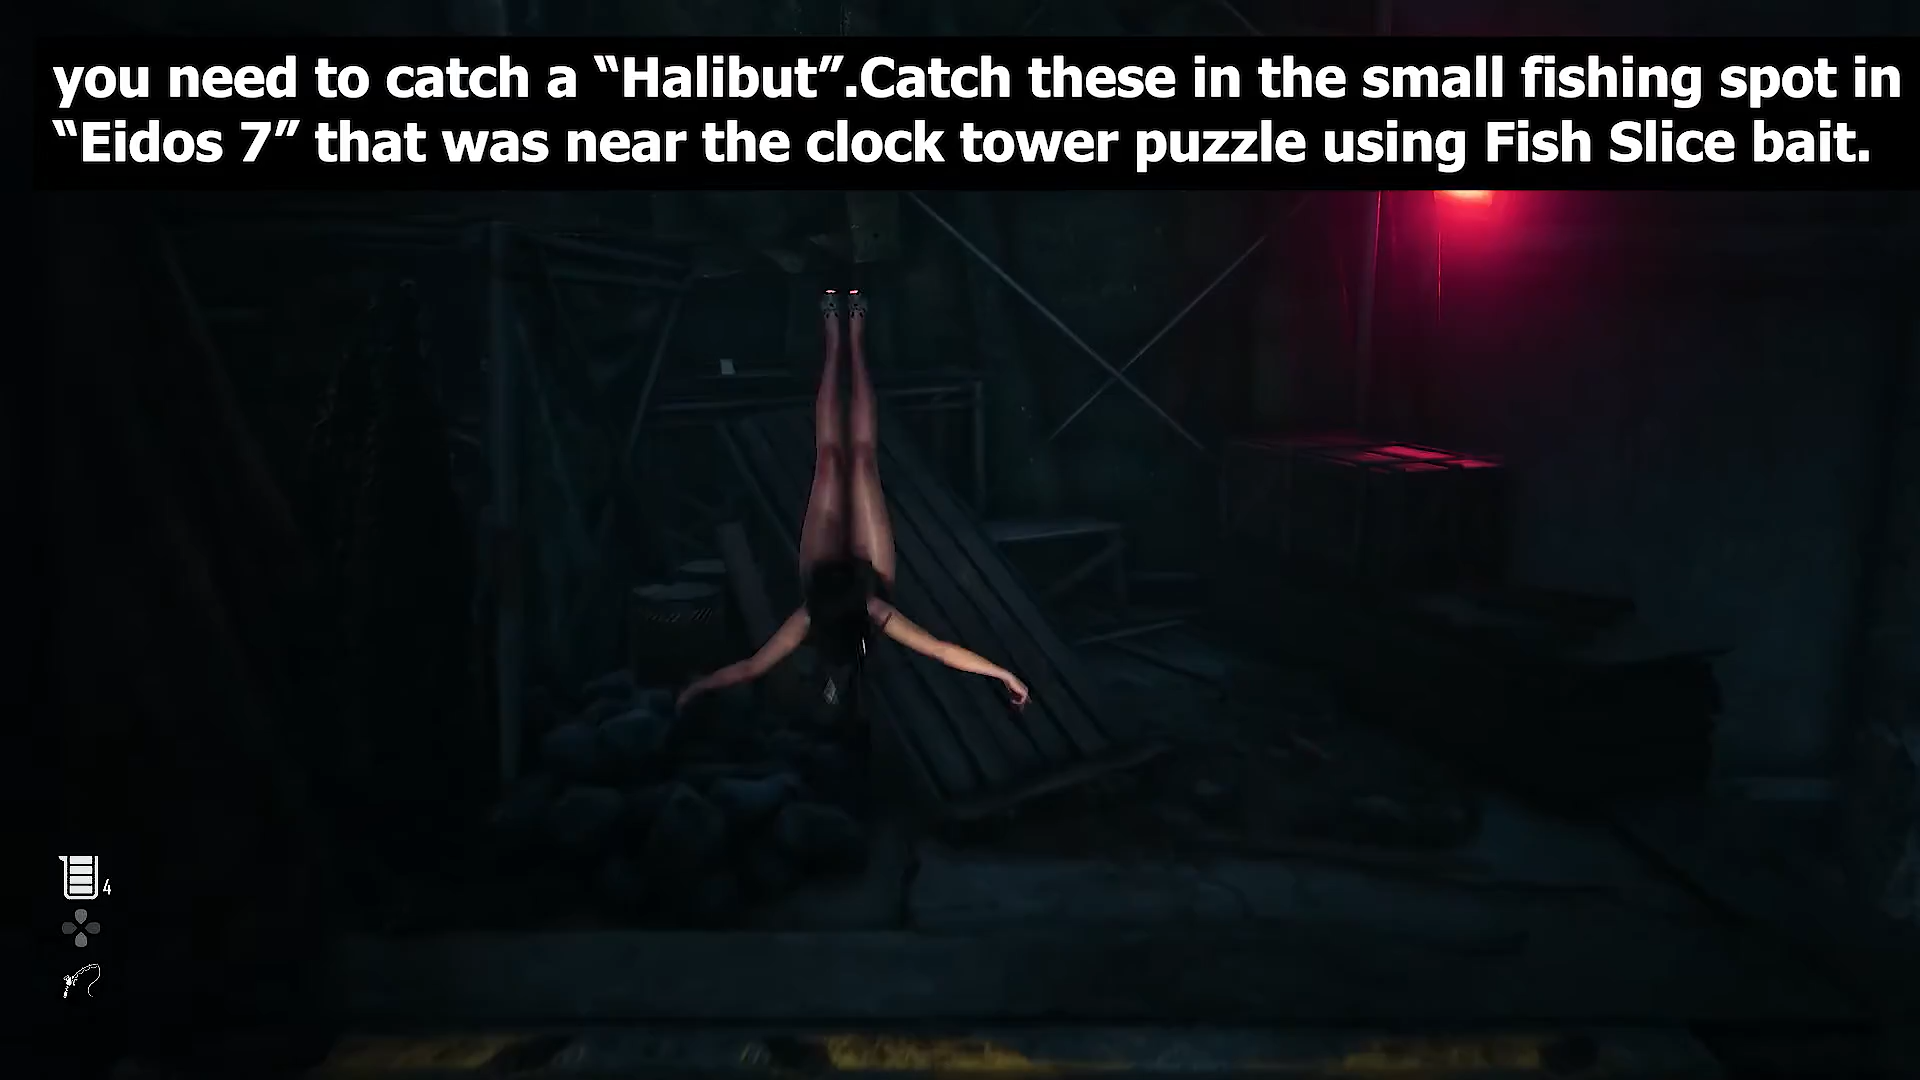 you need to catch a “Halibut”.Catch these in the small fishing spot in
“Eidos 7” that was near the clock tower puzzle using Fish Slice bait.
4